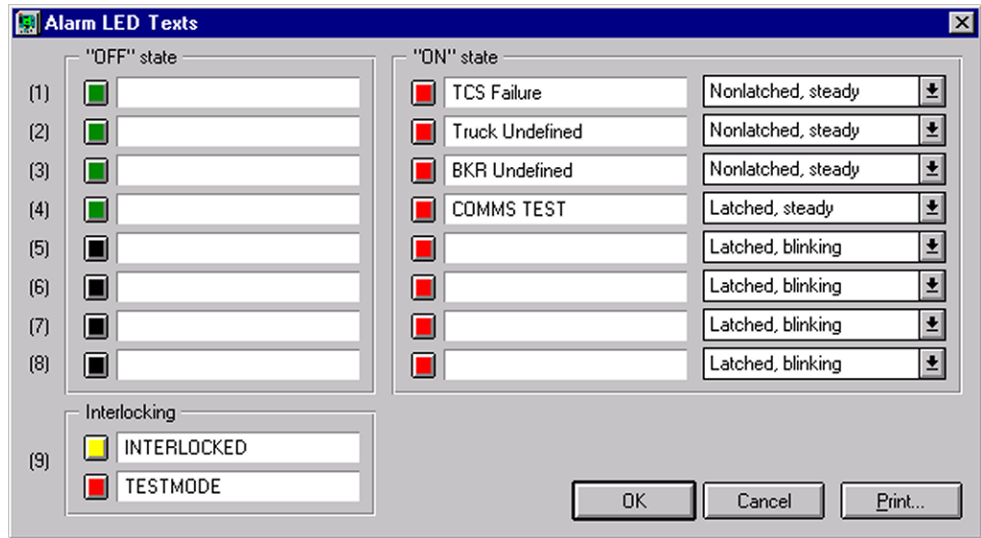 Alarm LED Texts
"OFF" state "ON" state
(1) TCS Failure Nonlatched, steady
(2) Truck Undefined Nonlatched, steady
(3) BKR Undefined Nonlatched, steady
(4) COMMS TEST Latched, steady
(5) Latched, blinking
(6) Latched, blinking
(7) Latched, blinking
(8) Latched, blinking
Interlocking
(9) INTERLOCKED
TESTMODE
OK Cancel Print...